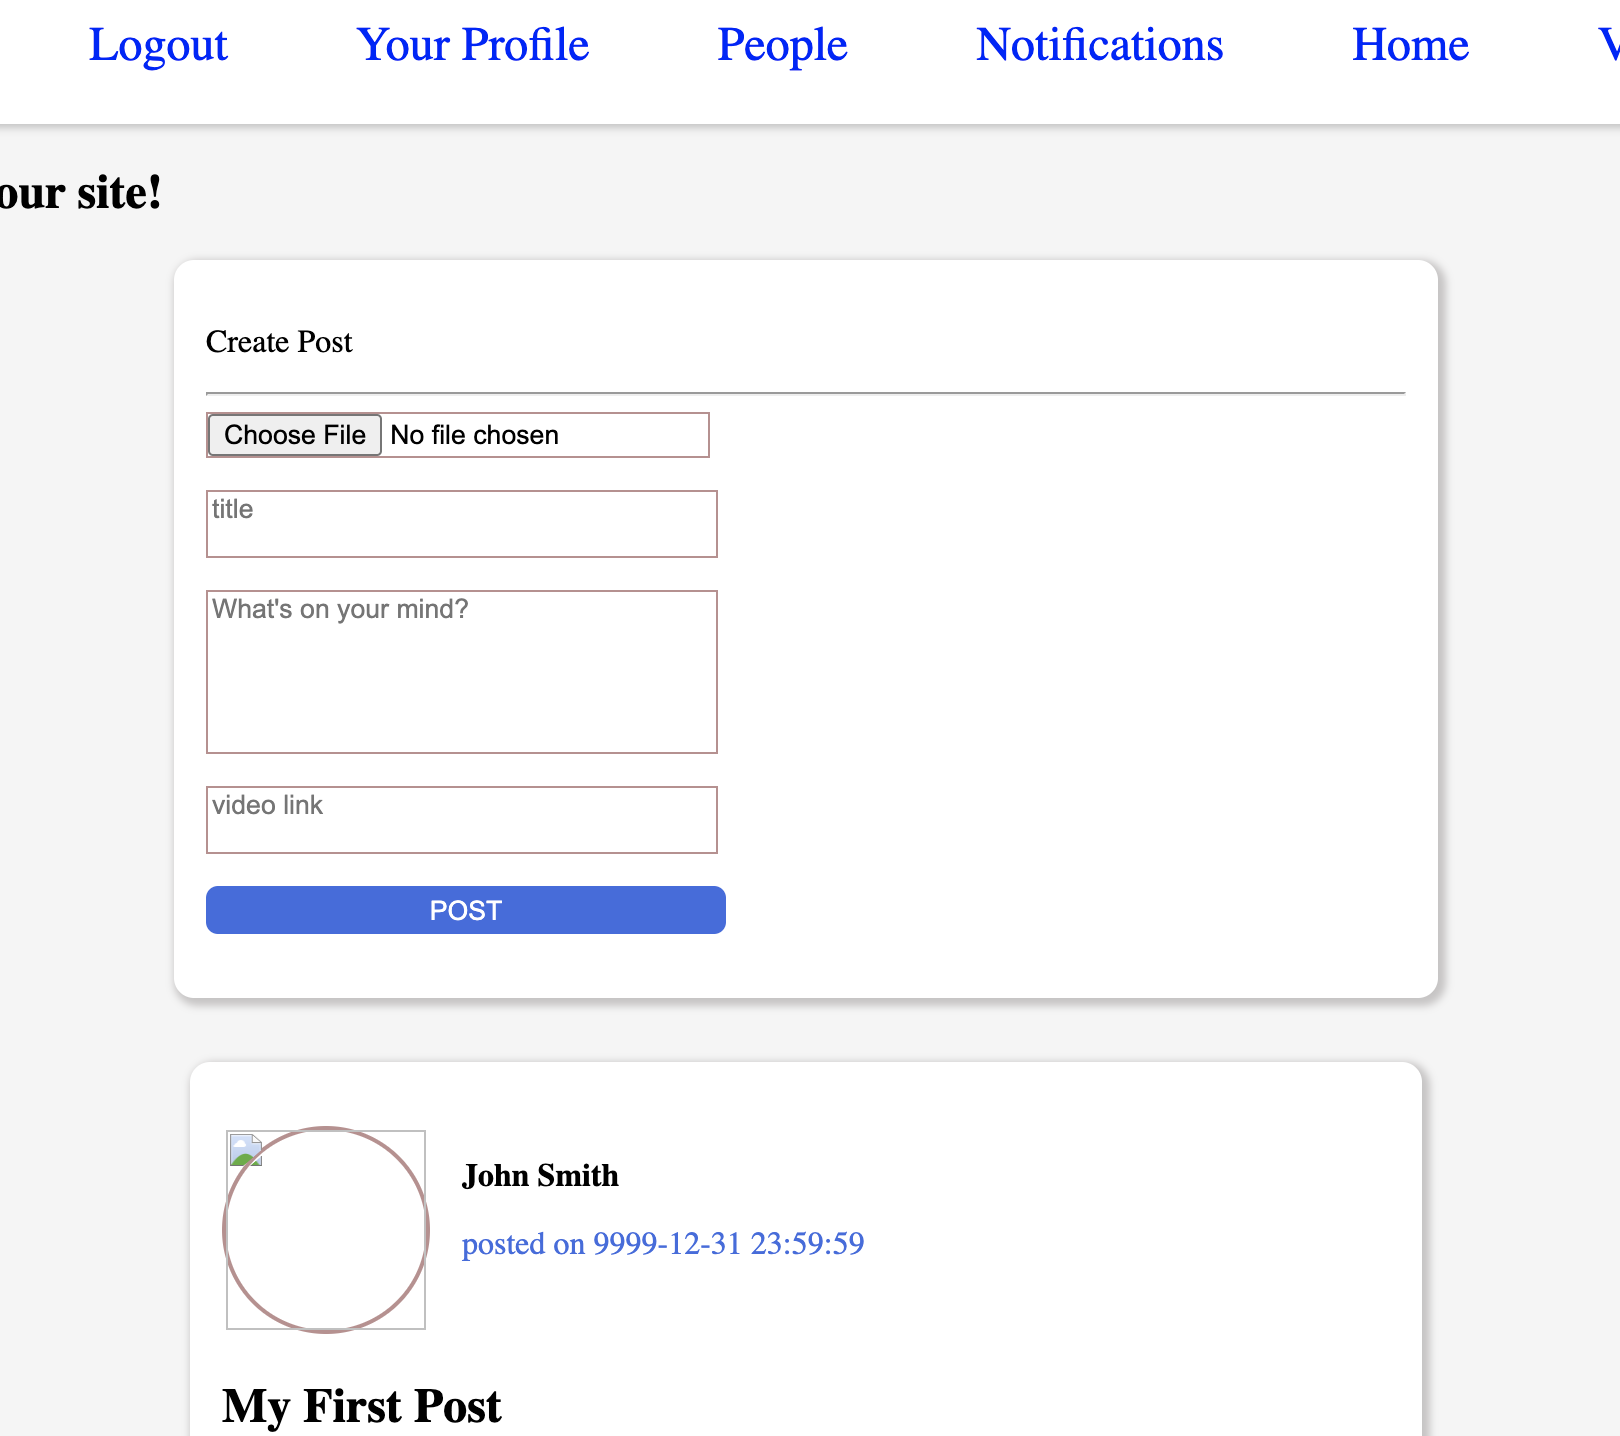 Logout Your Profile People Notifications Home
our site!
Create Post
Choose File No file chosen
title
What's on your mind?
video link
POST
John Smith
posted on 9999-12-31 23:59:59
My First Post